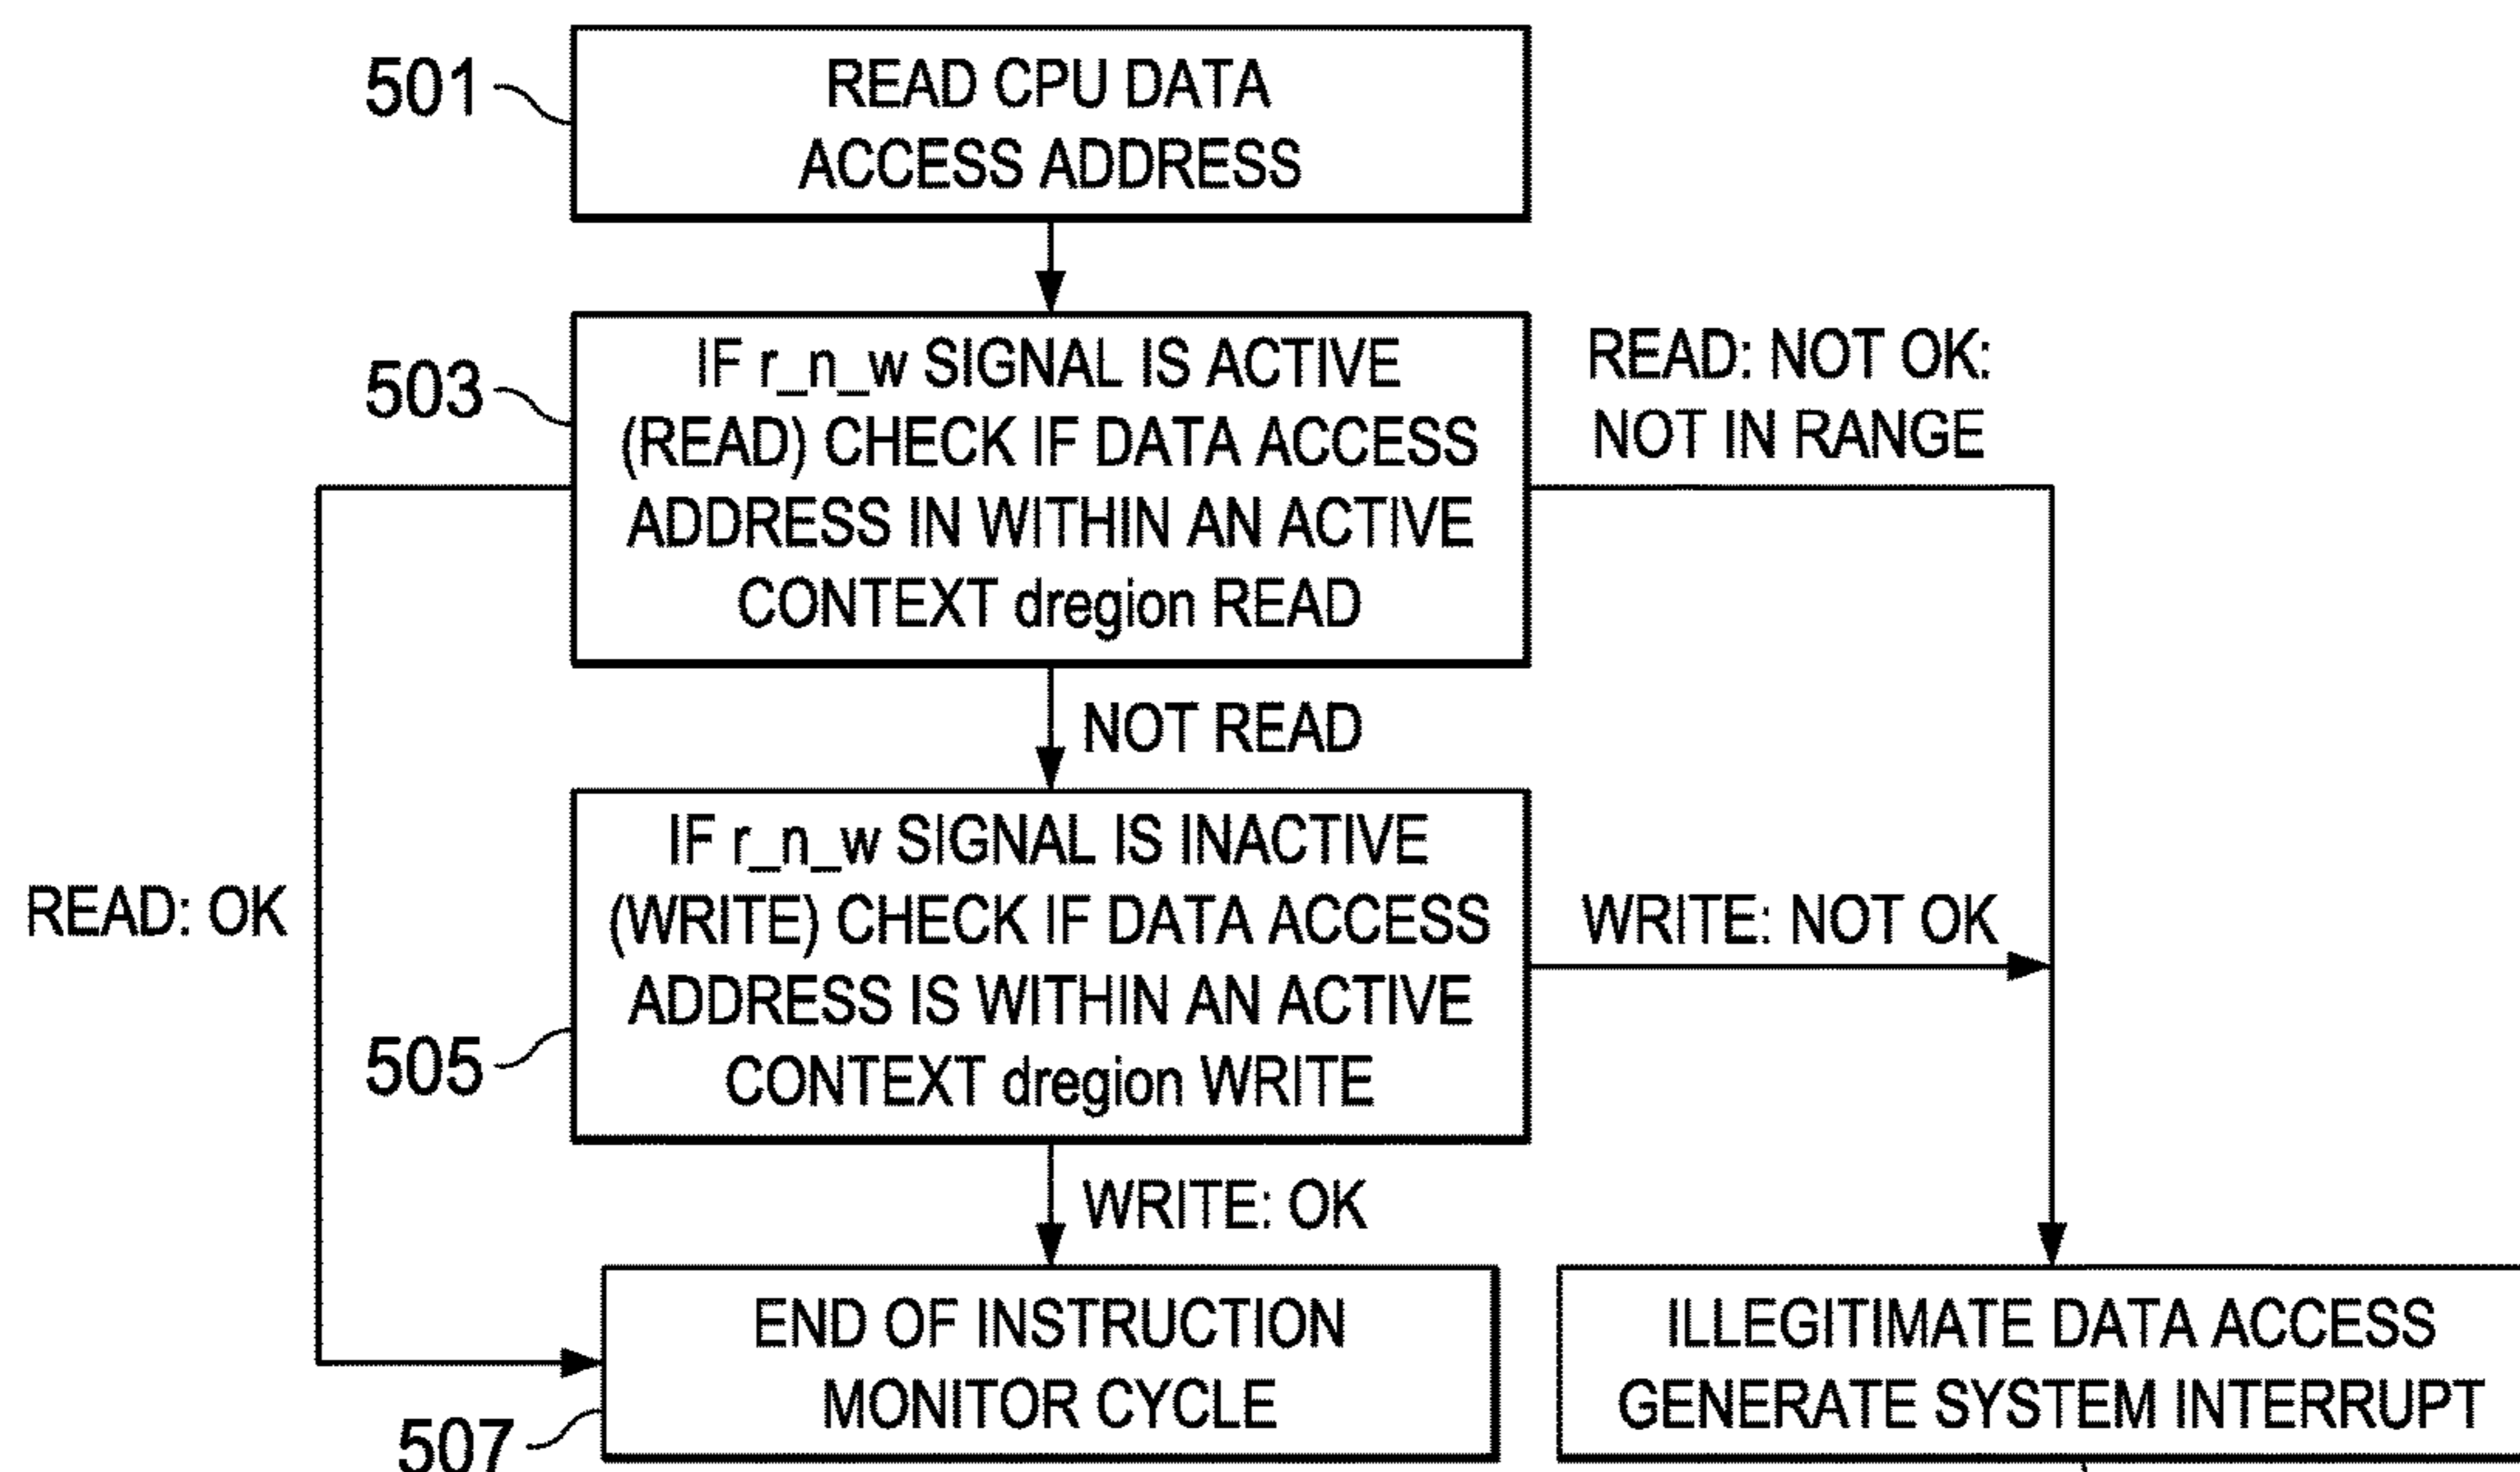 501
READ CPU DATA
ACCESS ADDRESS
503
IF r_n_w SIGNAL IS ACTIVE
(READ) CHECK IF DATA ACCESS
ADDRESS IN WITHIN AN ACTIVE
CONTEXT dregion READ
READ: NOT OK:
NOT IN RANGE
NOT READ
READ: OK
505
IF r_n_w SIGNAL IS INACTIVE
(WRITE) CHECK IF DATA ACCESS
ADDRESS IS WITHIN AN ACTIVE
CONTEXT dregion WRITE
WRITE: NOT OK
WRITE: OK
507
END OF INSTRUCTION
MONITOR CYCLE
ILLEGITIMATE DATA ACCESS
GENERATE SYSTEM INTERRUPT